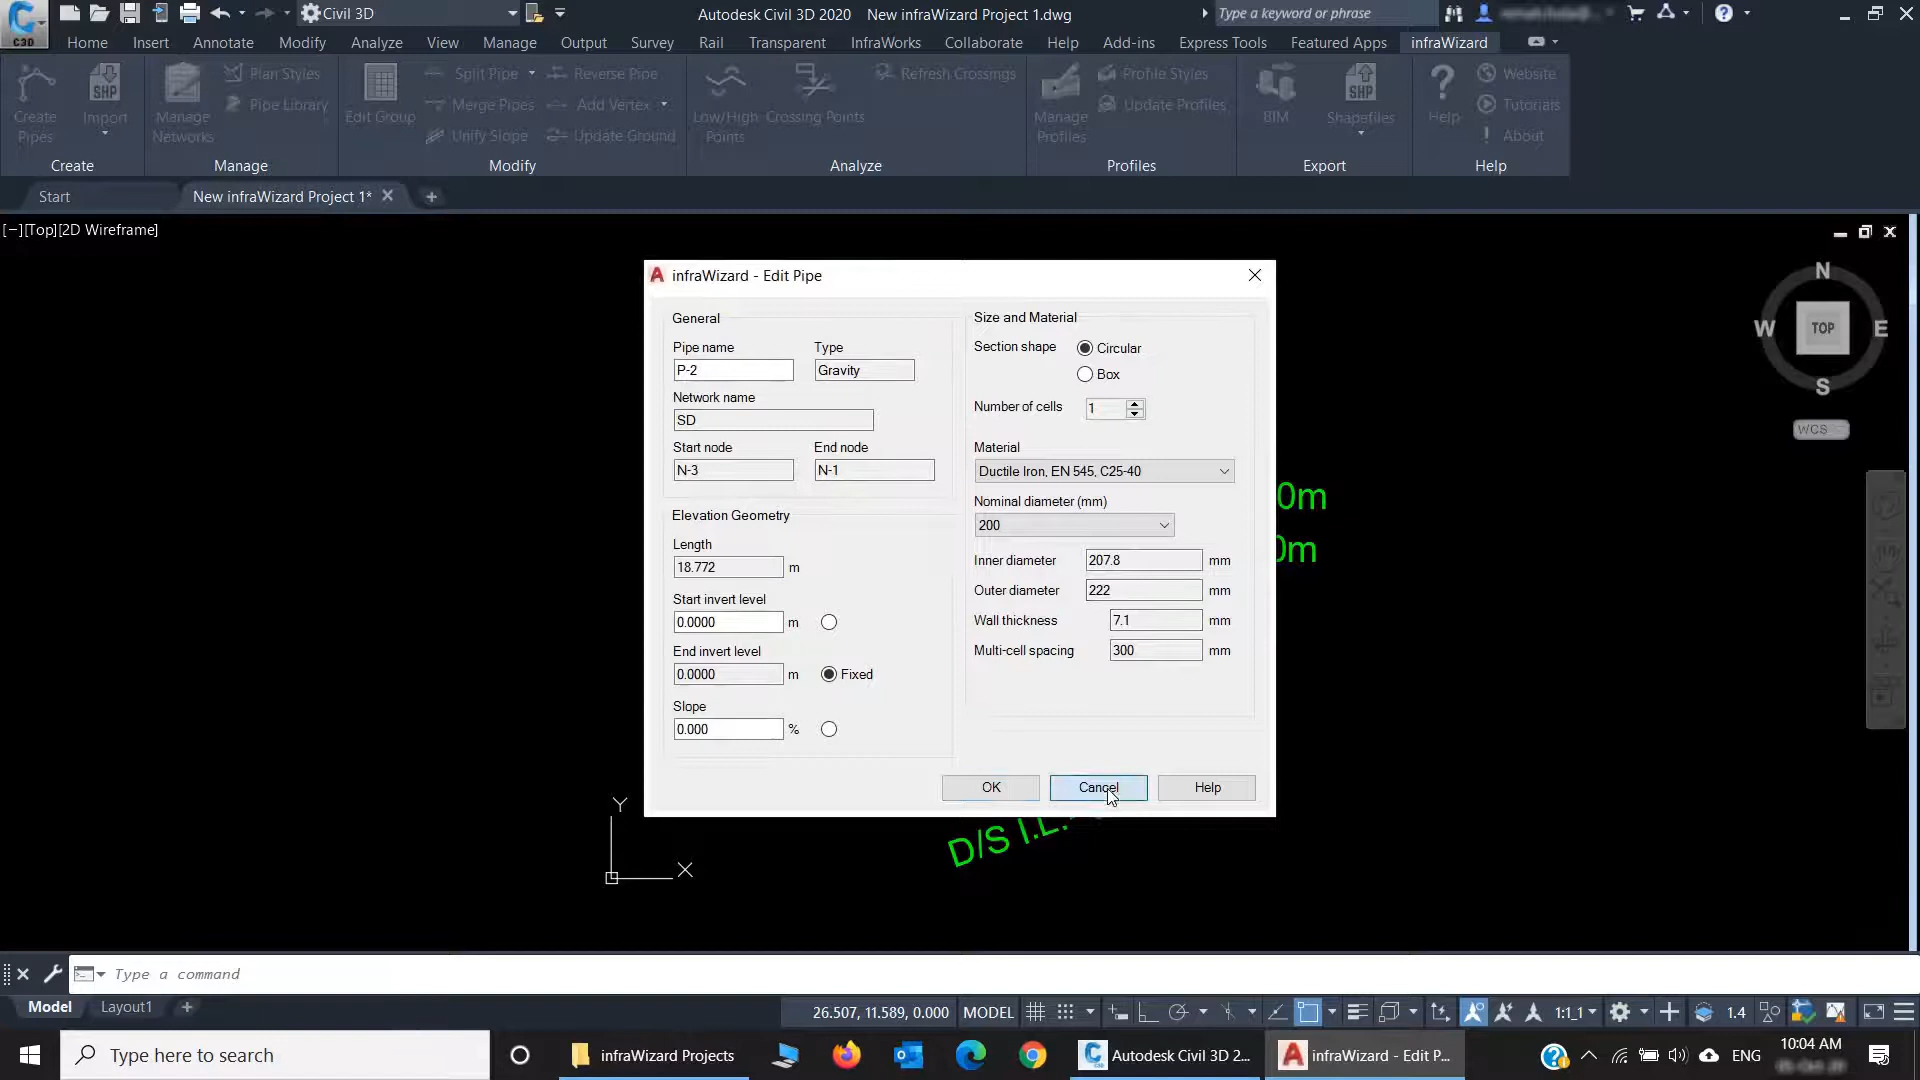 Civil 3D
Autodesk Civil 3D 2020 New infraWizard Project 1.dwg
Type a keyword or phrase
C3D
Home Insert Annotate Modify Analyze View Manage Output Survey Rail Transparent InfraWorks Collaborate Help Add-ins Express Tools Featured Apps infraWizard
Create Pipes
SHP Import
Manage Networks
Plan Styles
Pipe Library
Edit Group
Split Pipe
Merge Pipes
Unify Slope
Reverse Pipe
Add Vertex
Update Ground
Low/High Points
Crossing Points
Refresh Crossings
Manage Profiles
Profile Styles
Update Profiles
BIM
SHP Shapefiles
Help
Website
Tutorials
About
Create Manage Modify Analyze Profiles Export Help
Start New infraWizard Project 1*
[−][Top][2D Wireframe]
N
W TOP E
S
WCS
infraWizard - Edit Pipe
General
Pipe name Type
P-2 Gravity
Network name
SD
Start node End node
N-3 N-1
Elevation Geometry
Length
18.772 m
Start invert level
0.0000 m
End invert level
0.0000 m Fixed
Slope
0.000 %
Size and Material
Section shape Circular
Box
Number of cells 1
Material
Ductile Iron, EN 545, C25-40
Nominal diameter (mm)
200
Inner diameter 207.8 mm
Outer diameter 222 mm
Wall thickness 7.1 mm
Multi-cell spacing 300 mm
OK Cancel Help
0m
0m
D/S I.L.
Y
X
Type a command
Model Layout1
26.507, 11.589, 0.000 MODEL 1:1_1 1.4
Type here to search
infraWizard Projects
Autodesk Civil 3D 2...
infraWizard - Edit P...
ENG
10:04 AM